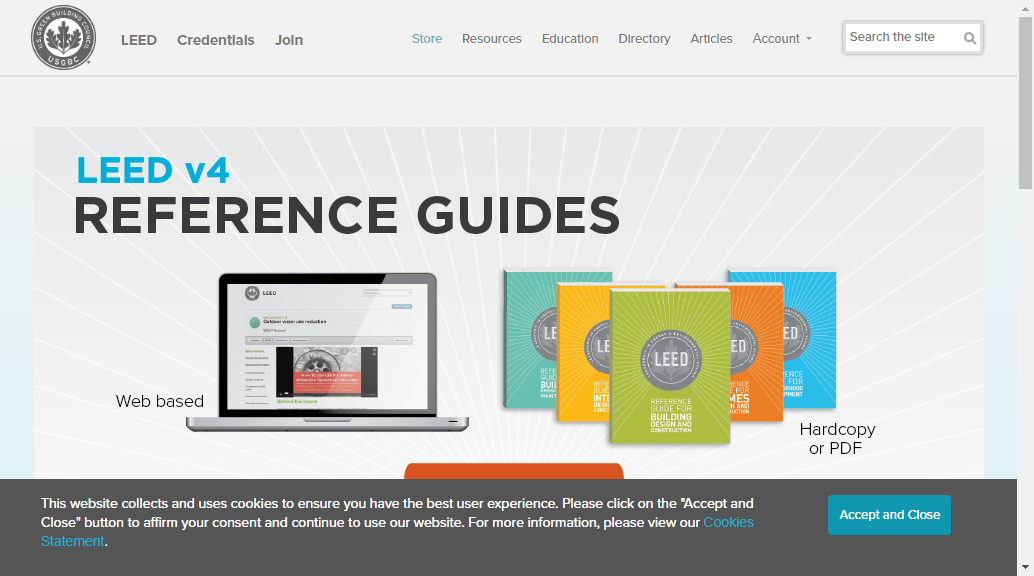 U.S. GREEN BUILDING COUNCIL
USGBC
LEED
Credentials
Join
Store
Resources
Education
Directory
Articles
Account
Search the site
LEED v4
REFERENCE GUIDES
LEED
Outdoor water use reduction
Behind the intent
Web based
LEED
REFERENCE
GUIDE FOR
BUILDING
DESIGN AND
CONSTRUCTION
Hardcopy
or PDF
This website collects and uses cookies to ensure you have the best user experience. Please click on the "Accept and
Close" button to affirm your consent and continue to use our website. For more information, please view our Cookies
Statement.
Accept and Close